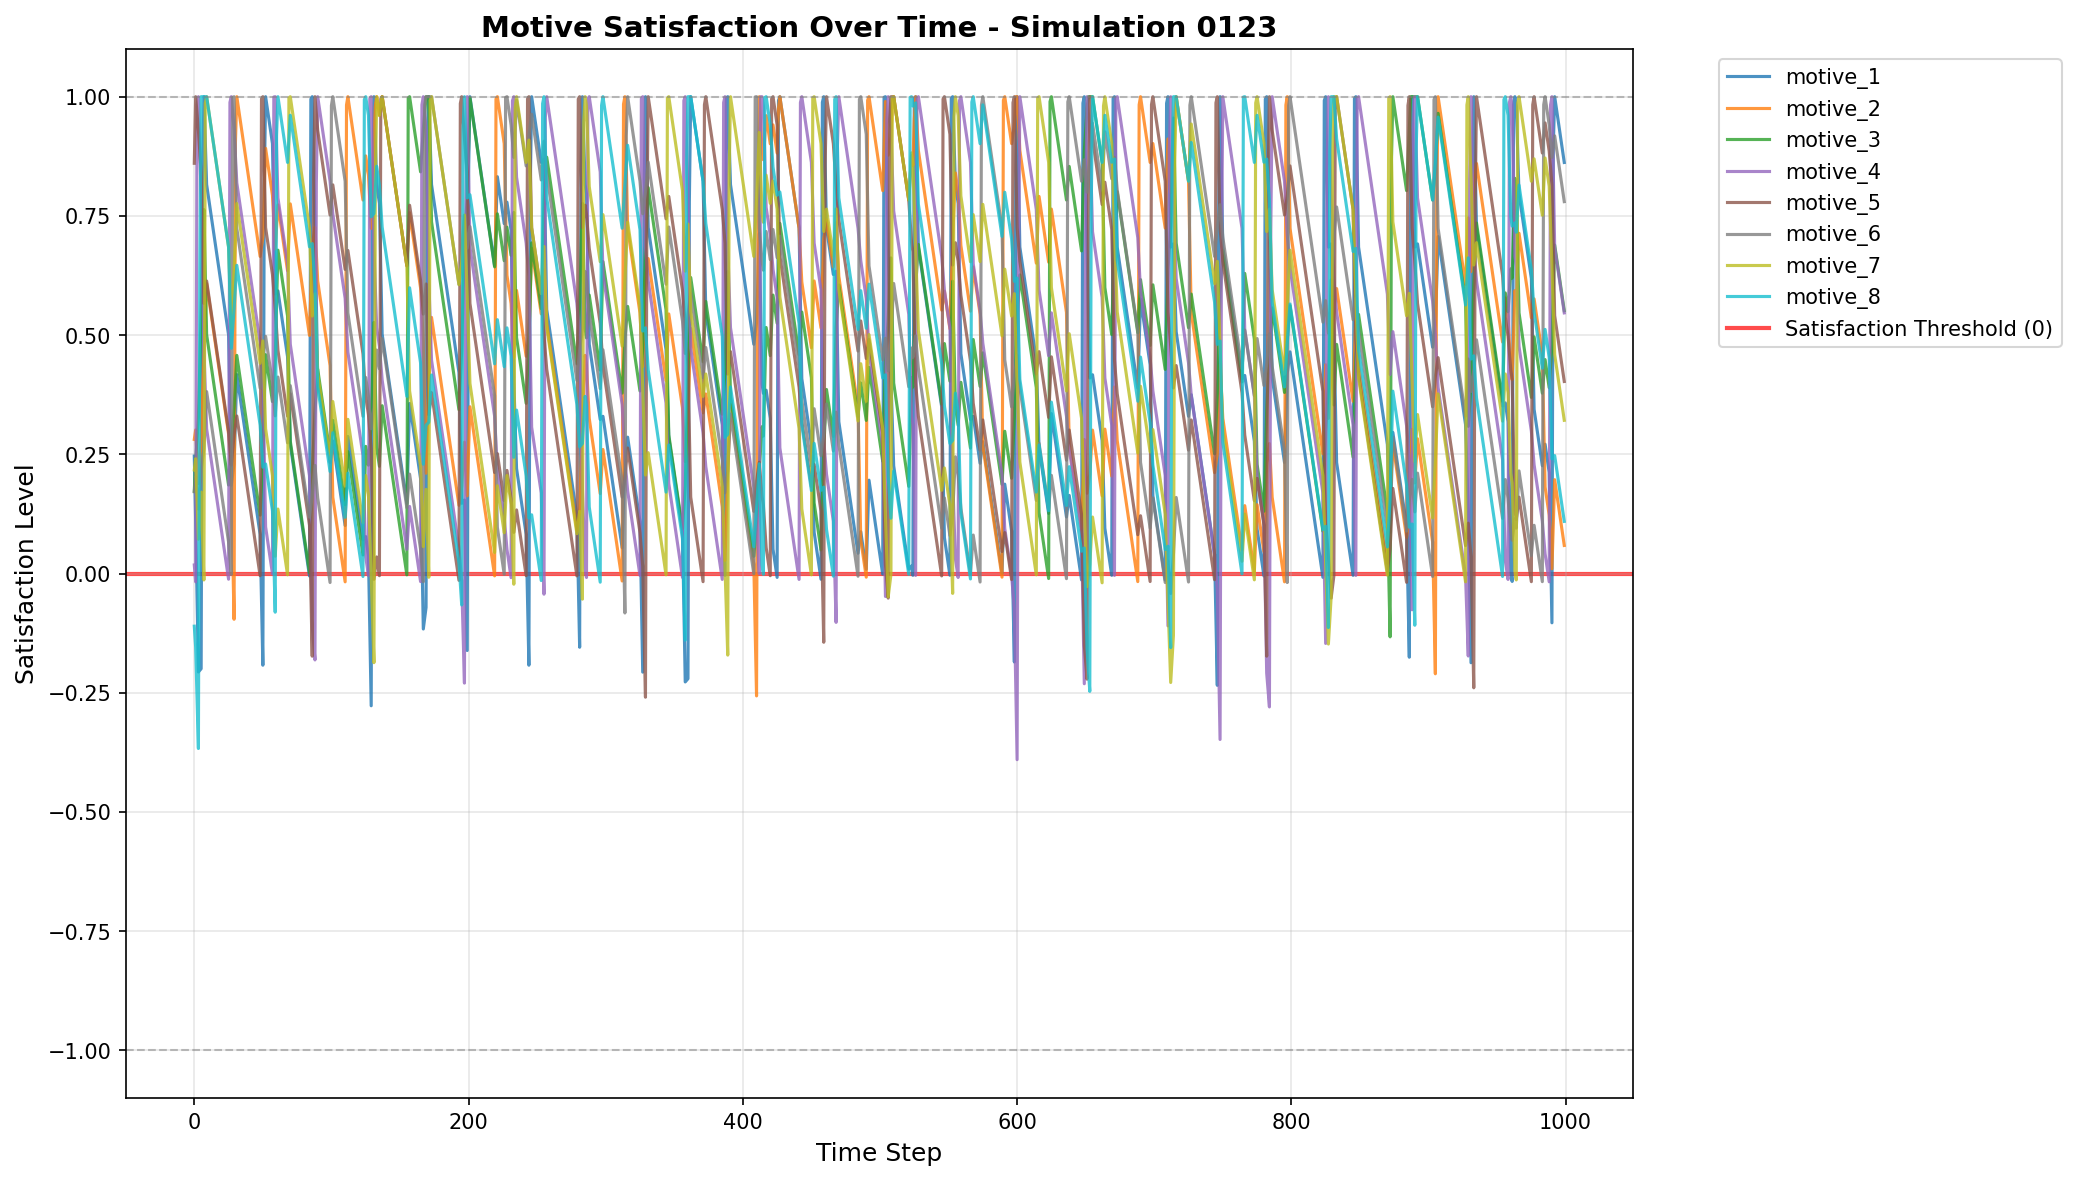 Motive Satisfaction Over Time - Simulation 0123
1.00
0.75
0.50
0.25
0.00
−0.25
−0.50
−0.75
−1.00
Satisfaction Level
0
200
400
600
800
1000
Time Step
motive_1
motive_2
motive_3
motive_4
motive_5
motive_6
motive_7
motive_8
Satisfaction Threshold (0)